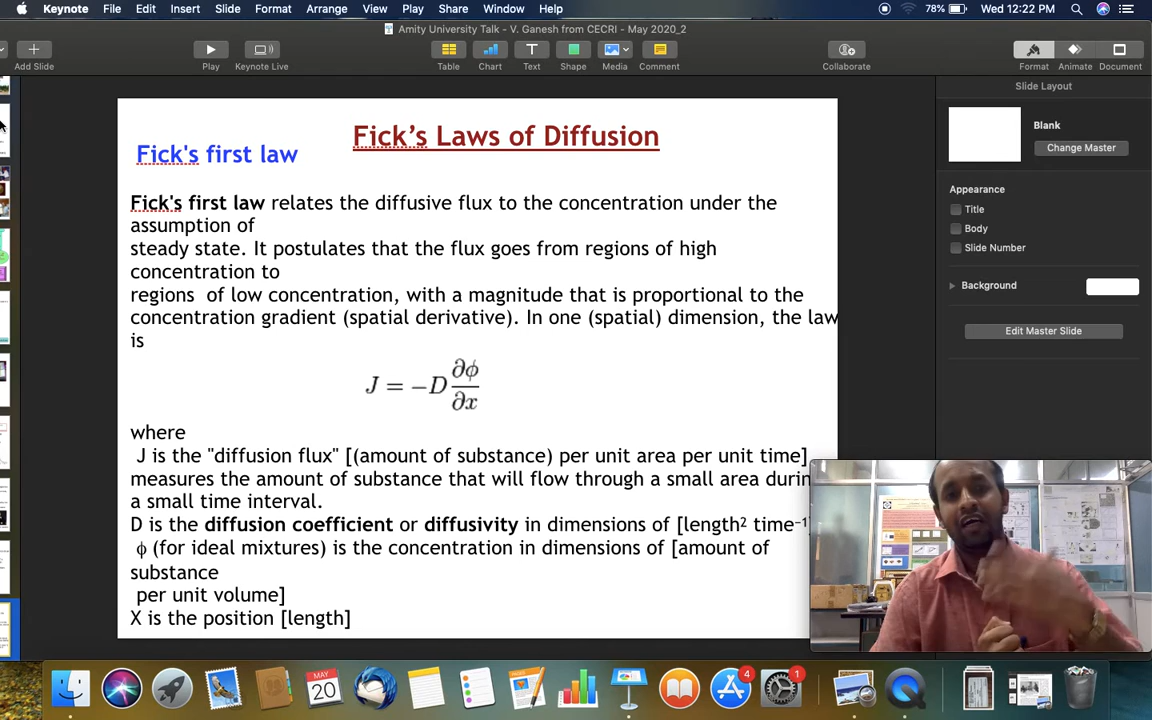 Keynote File Edit Insert Slide Format Arrange View Play Share Window Help
78% Wed 12:22 PM
Amity University Talk - V. Ganesh from CECRI - May 2020_2
Add Slide Play Keynote Live Table Chart Text Shape Media Comment Collaborate Format Animate Document
Slide Layout
Blank
Change Master
Appearance
Title
Body
Slide Number
Background
Edit Master Slide
Fick's Laws of Diffusion
Fick's first law
Fick's first law relates the diffusive flux to the concentration under the
assumption of
steady state. It postulates that the flux goes from regions of high
concentration to
regions of low concentration, with a magnitude that is proportional to the
concentration gradient (spatial derivative). In one (spatial) dimension, the law
is
J = −D ∂ϕ/∂x
where
J is the "diffusion flux" [(amount of substance) per unit area per unit time]
measures the amount of substance that will flow through a small area durin
a small time interval.
D is the diffusion coefficient or diffusivity in dimensions of [length² time⁻¹]
ϕ (for ideal mixtures) is the concentration in dimensions of [amount of
substance
per unit volume]
X is the position [length]
MAY
20
4
1